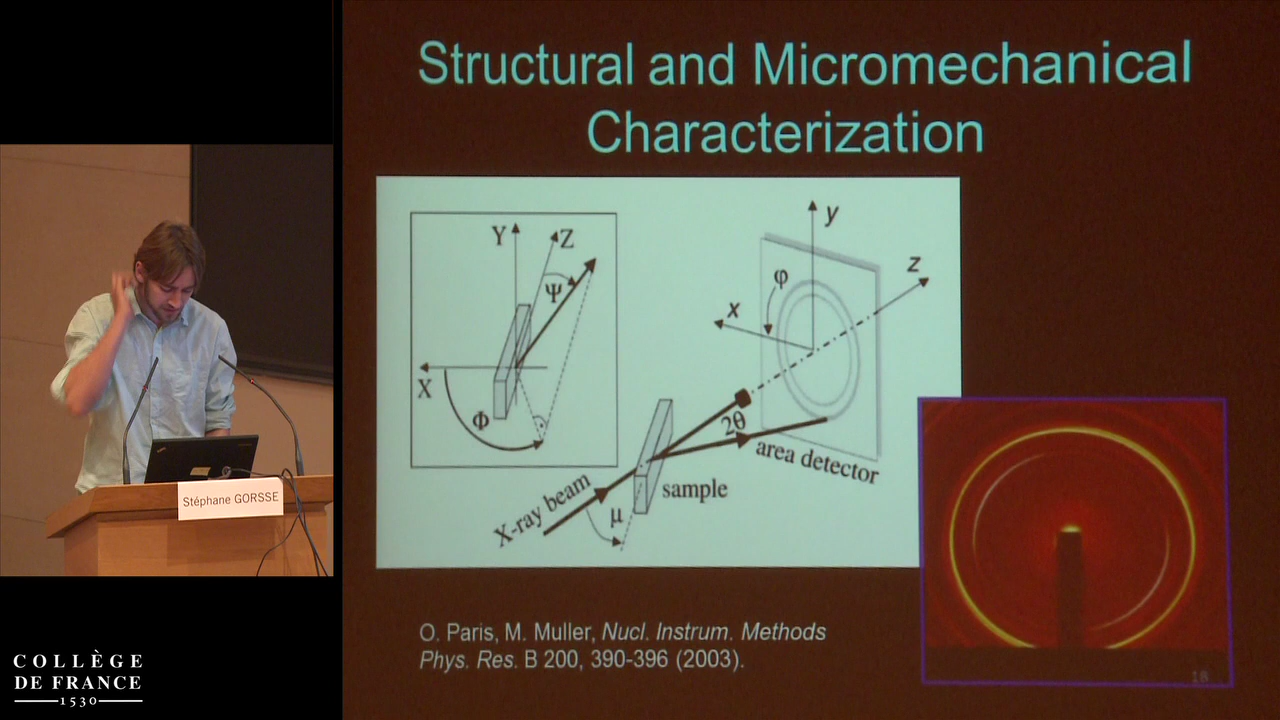 Structural and Micromechanical
Characterization
Y
Z
Ψ
X
Φ
y
z
φ
x
2θ
area detector
X-ray beam
μ
sample
O. Paris, M. Muller, Nucl. Instrum. Methods
Phys. Res. B 200, 390-396 (2003).
16
Stéphane GORSSE
COLLÈGE
DE FRANCE
1530